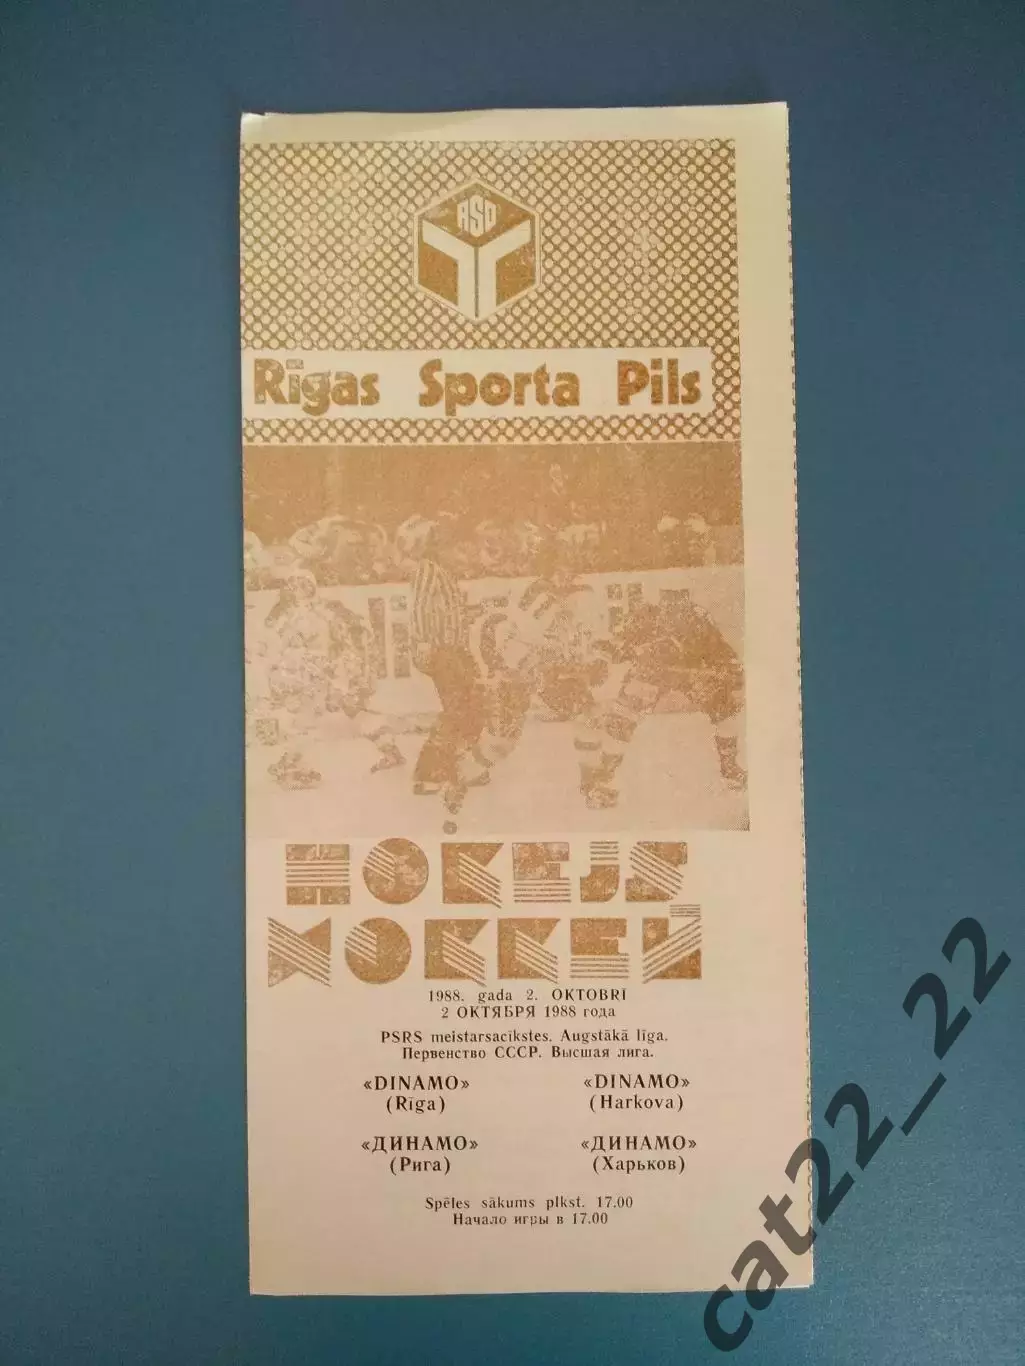 RSD
Rīgas Sporta Pils
HOKEJS
ХОККЕЙ
1988. gada 2. OKTOBRĪ
2 ОКТЯБРЯ 1988 года
PSRS meistarsacīkstes. Augstākā līga.
Первенство СССР. Высшая лига.
«DINAMO» «DINAMO»
(Rīga) (Harkova)
«ДИНАМО» «ДИНАМО»
(Рига) (Харьков)
Spēles sākums plkst. 17.00
Начало игры в 17.00
cat22_22